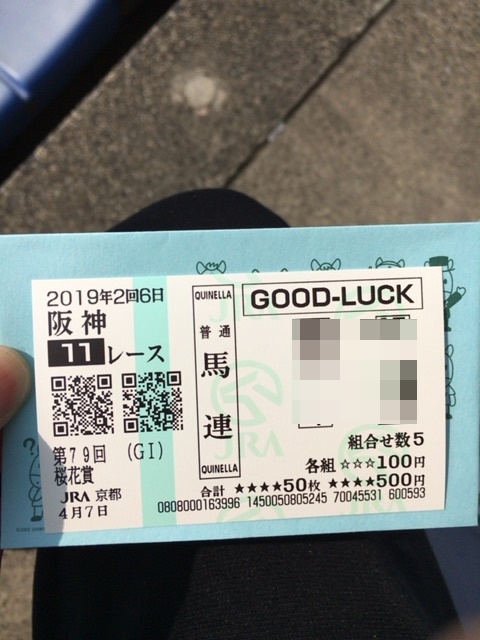 2019年2回6日
阪神
11レース
第79回 (GI)
桜花賞
JRA 京都
4月7日
QUINELLA
普通
馬連
QUINELLA
GOOD-LUCK
組合せ数5
各組 ☆☆☆100円
合計 ★★★★50枚 ★★★★500円
0808000163996 1450050805245 70045531 600593
JRA